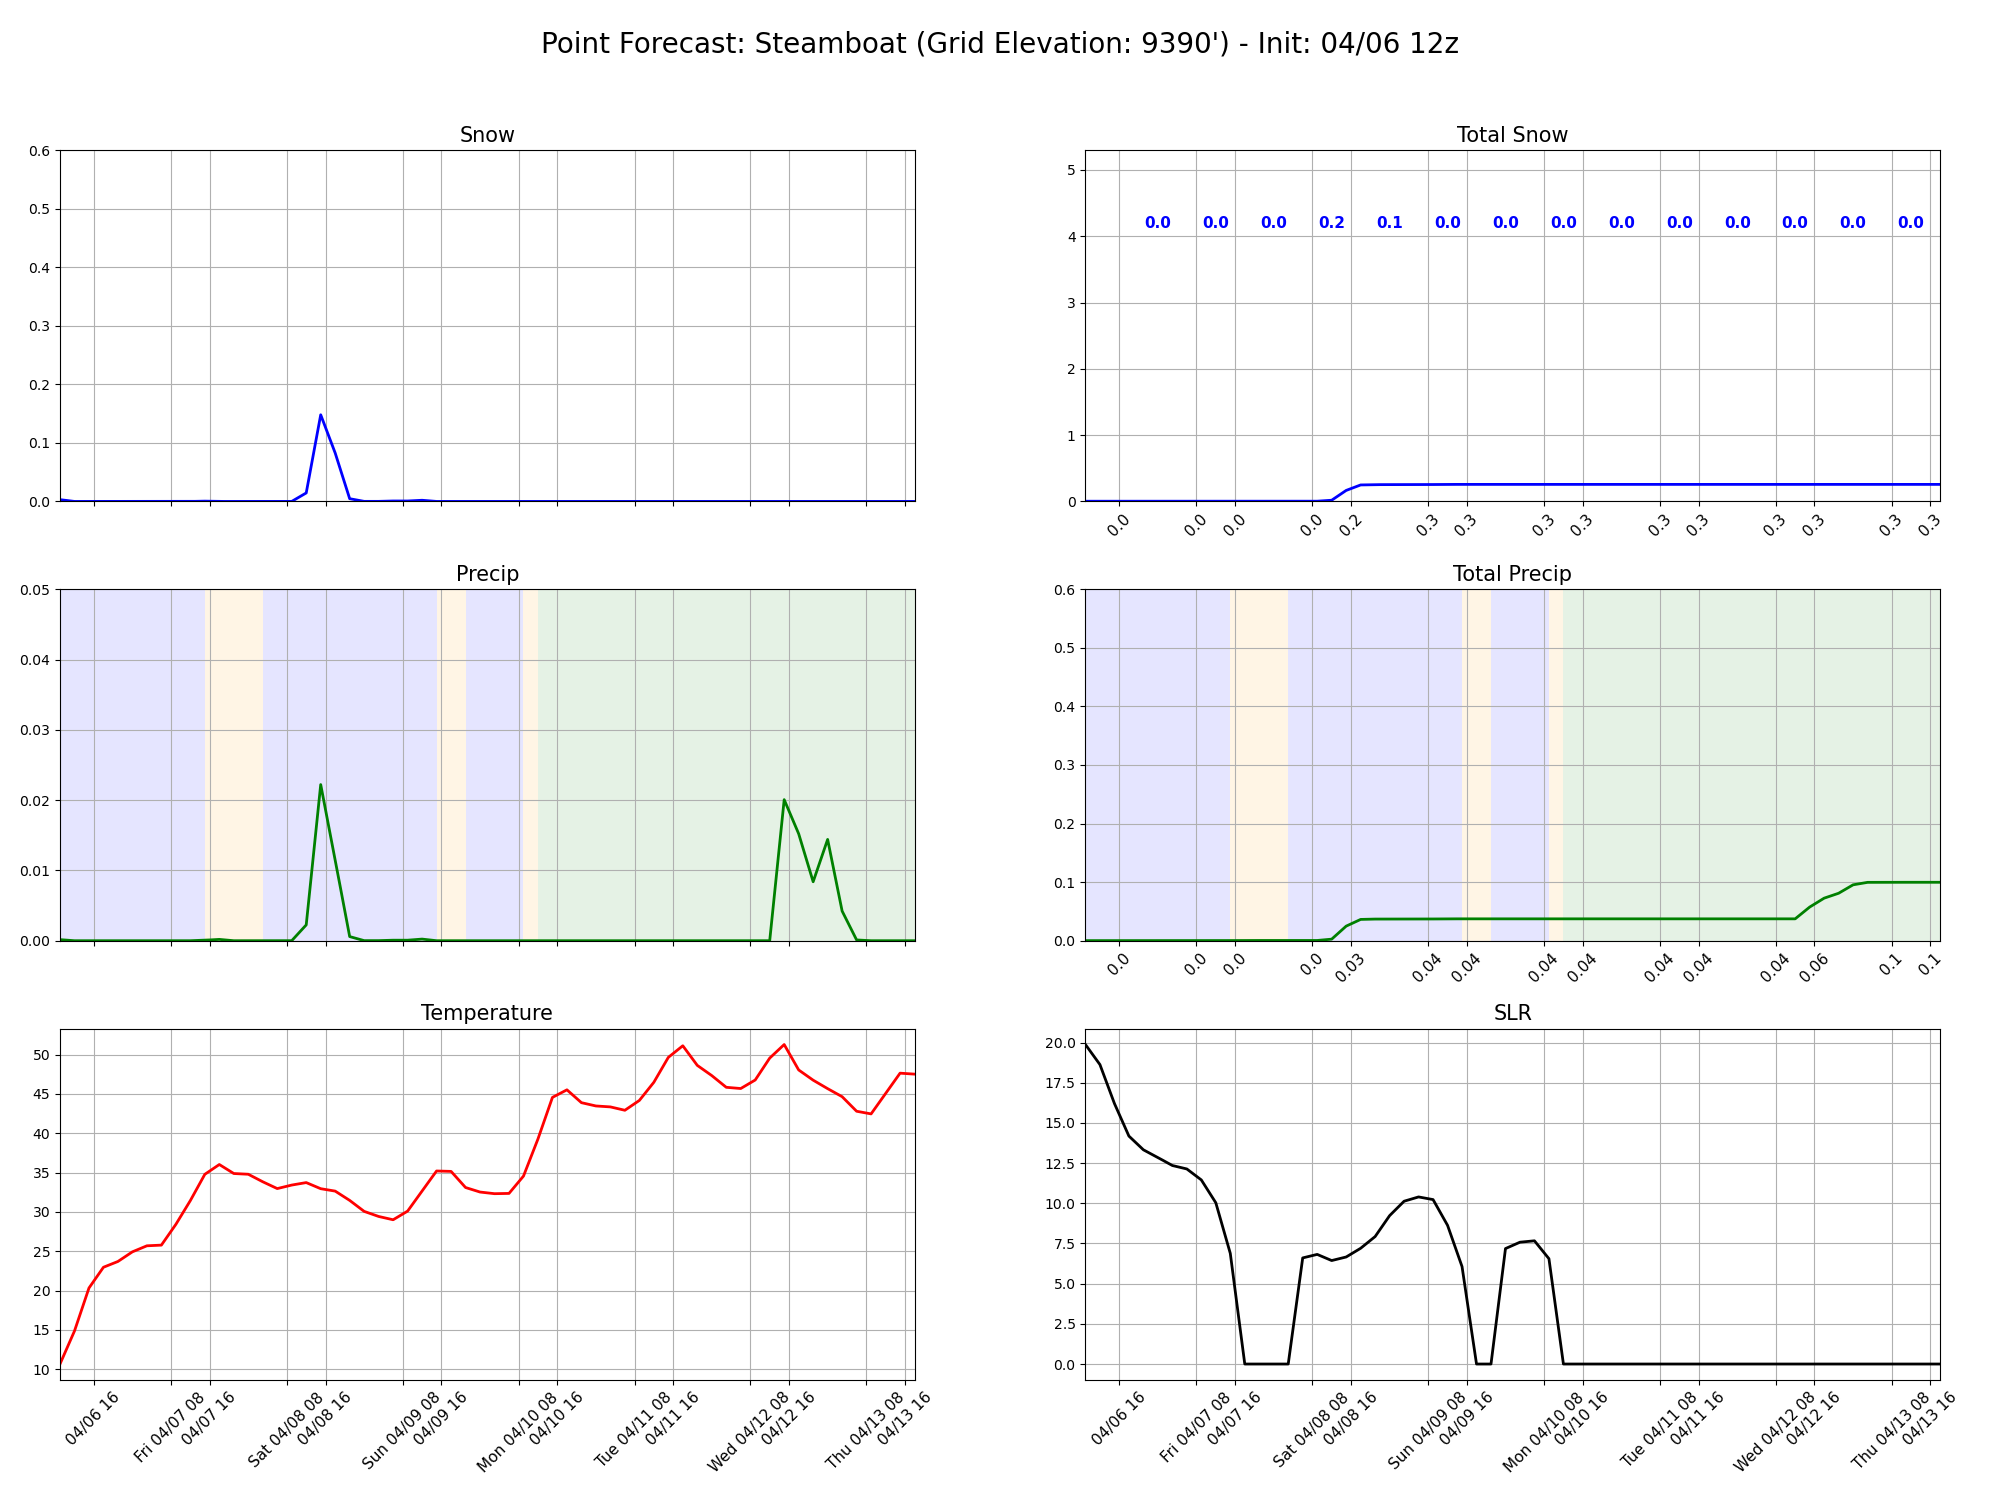 Point Forecast: Steamboat (Grid Elevation: 9390') - Init: 04/06 12z
Snow
0.6
0.5
0.4
0.3
0.2
0.1
0.0
Total Snow
5
4
3
2
1
0
0.0 0.0 0.0 0.2 0.1 0.0 0.0 0.0 0.0 0.0 0.0 0.0 0.0 0.0
0.0 0.0 0.0 0.0 0.2 0.3 0.3 0.3 0.3 0.3 0.3 0.3 0.3 0.3 0.3
Precip
0.05
0.04
0.03
0.02
0.01
0.00
Total Precip
0.6
0.5
0.4
0.3
0.2
0.1
0.0
0.0 0.0 0.0 0.0 0.03 0.04 0.04 0.04 0.04 0.04 0.04 0.04 0.06 0.1 0.1
Temperature
50
45
40
35
30
25
20
15
10
04/06 16
Fri 04/07 08
04/07 16
Sat 04/08 08
04/08 16
Sun 04/09 08
04/09 16
Mon 04/10 08
04/10 16
Tue 04/11 08
04/11 16
Wed 04/12 08
04/12 16
Thu 04/13 08
04/13 16
SLR
20.0
17.5
15.0
12.5
10.0
7.5
5.0
2.5
0.0
04/06 16
Fri 04/07 08
04/07 16
Sat 04/08 08
04/08 16
Sun 04/09 08
04/09 16
Mon 04/10 08
04/10 16
Tue 04/11 08
04/11 16
Wed 04/12 08
04/12 16
Thu 04/13 08
04/13 16